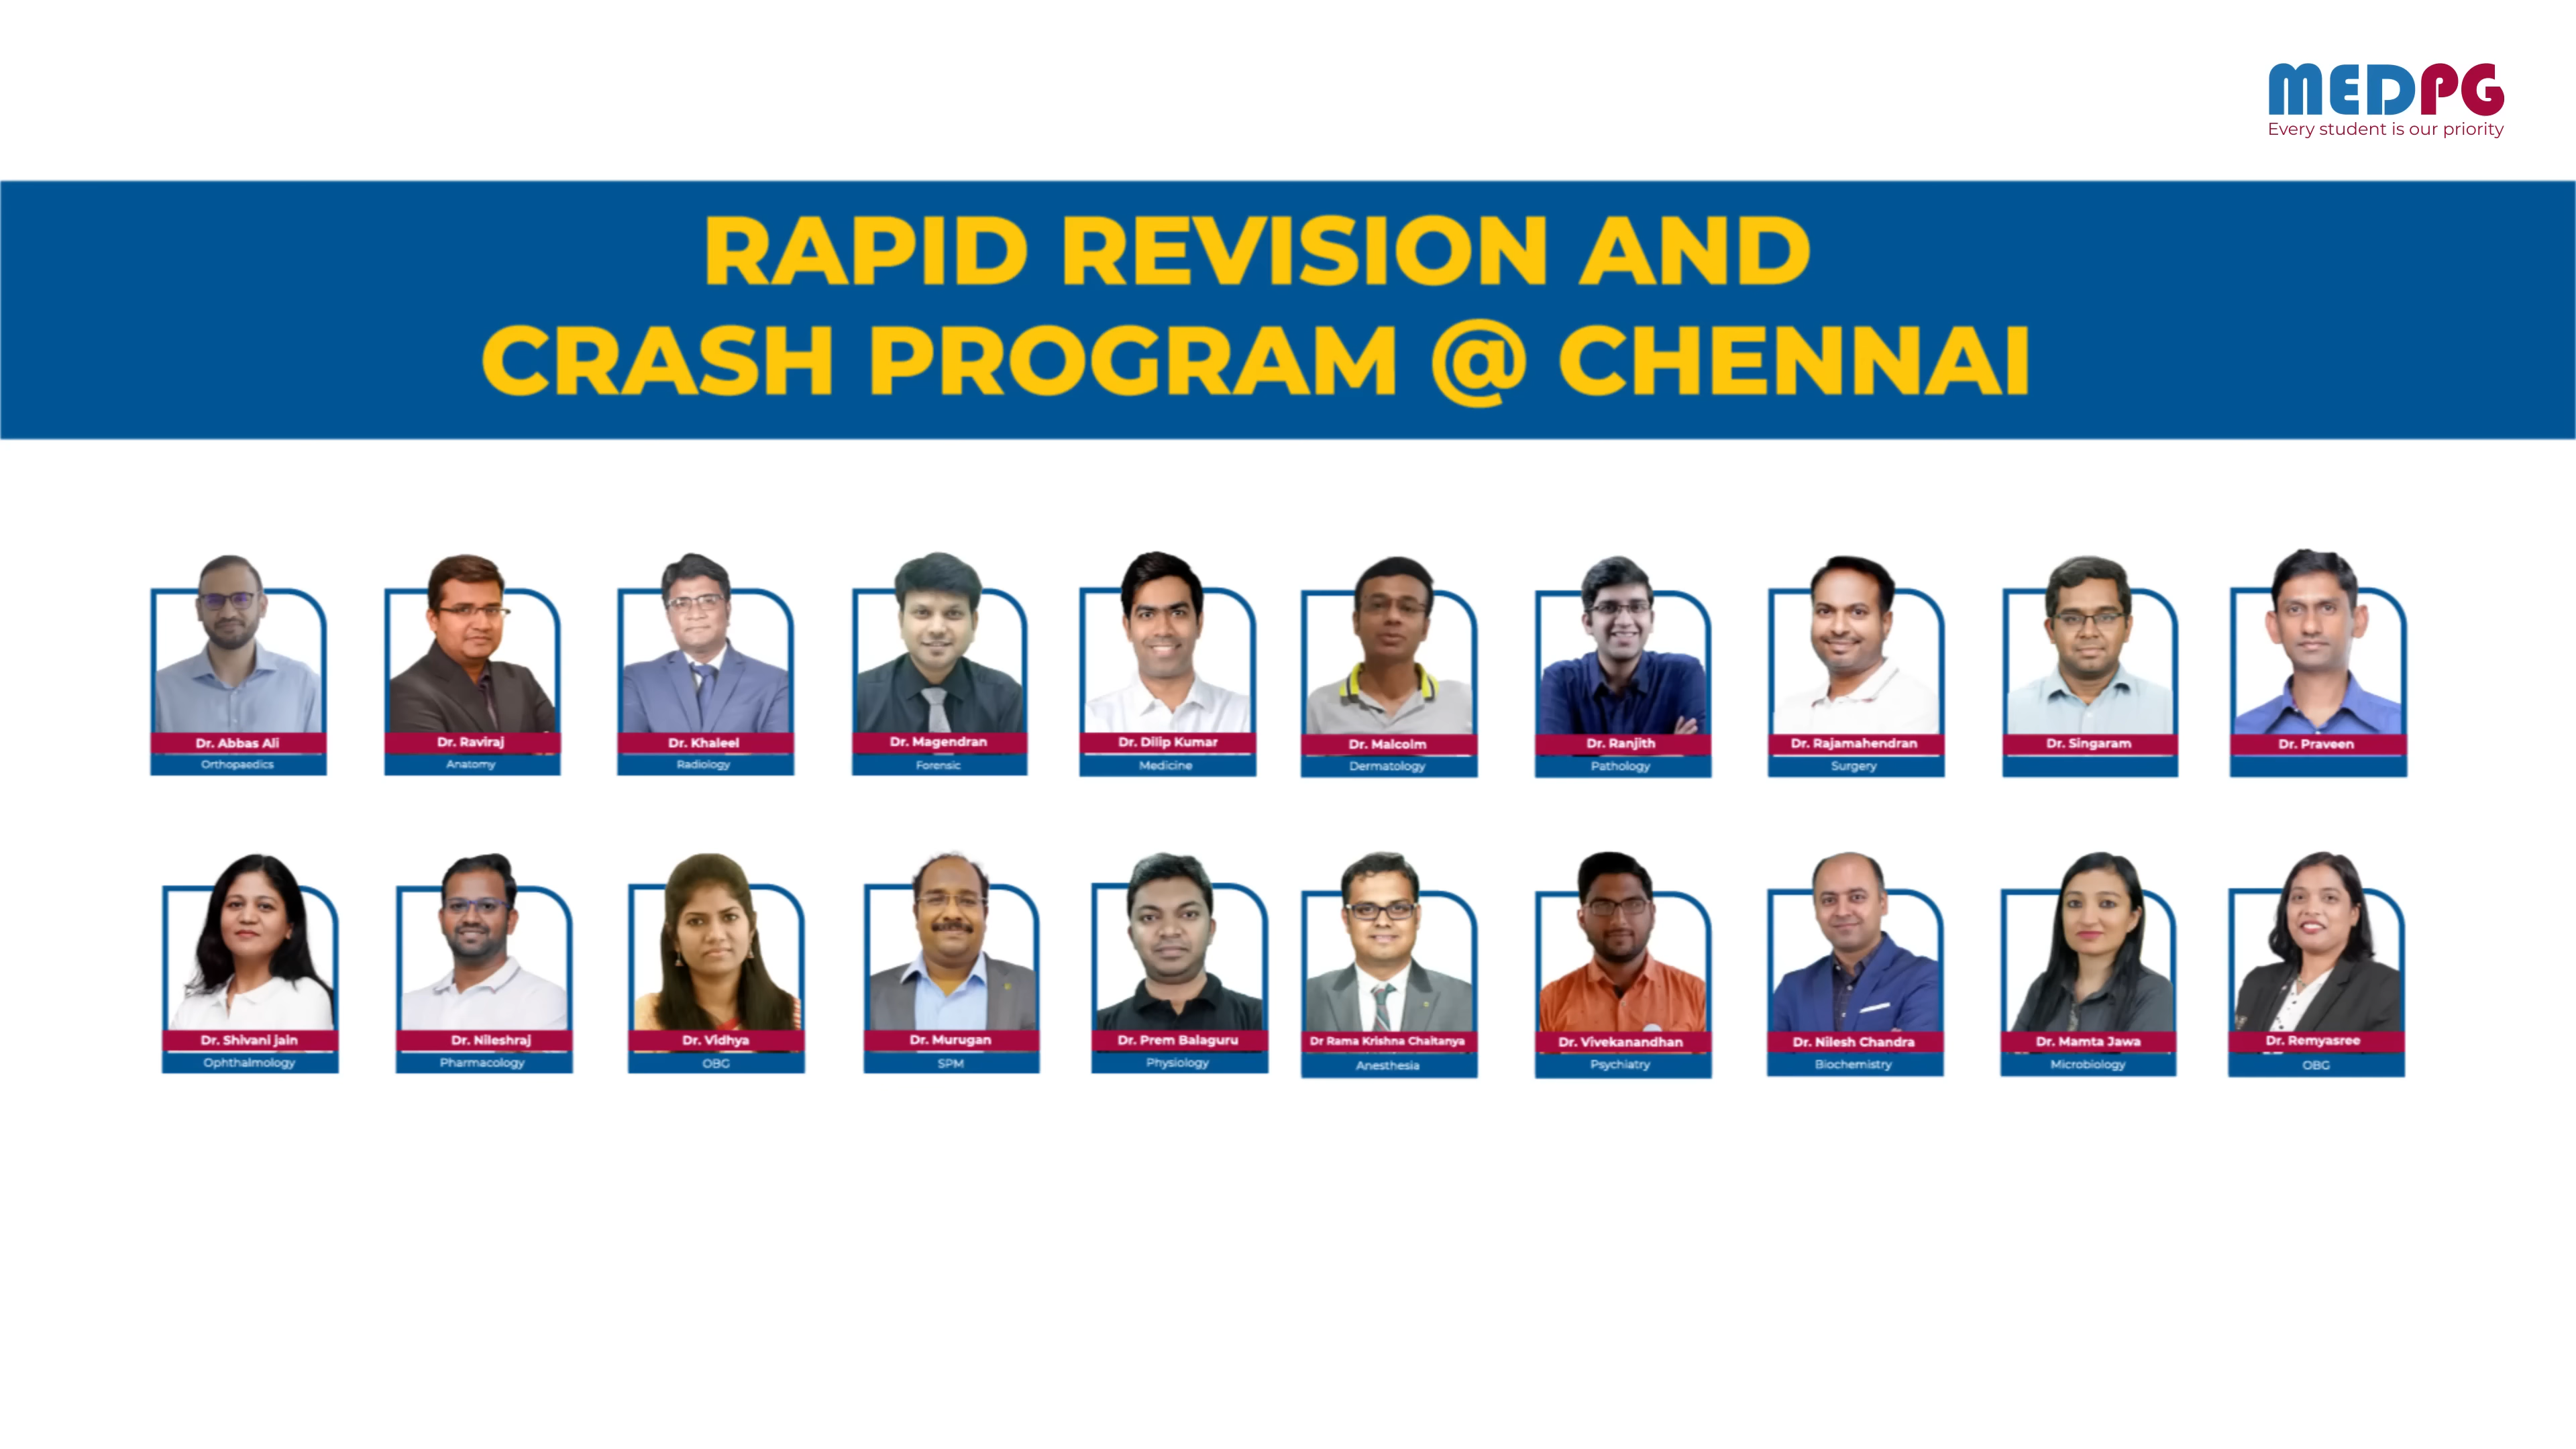 MEDPG
Every student is our priority
RAPID REVISION AND
CRASH PROGRAM @ CHENNAI
Dr. Abbas Ali
Orthopaedics
Dr. Raviraj
Anatomy
Dr. Khaleel
Radiology
Dr. Magendran
Forensic
Dr. Dilip Kumar
Medicine
Dr. Malcolm
Dermatology
Dr. Ranjith
Pathology
Dr. Rajamahendran
Surgery
Dr. Singaram
Dr. Praveen
Dr. Shivani jain
Ophthalmology
Dr. Nileshraj
Pharmacology
Dr. Vidhya
OBG
Dr. Murugan
SPM
Dr. Prem Balaguru
Physiology
Dr Rama Krishna Chaitanya
Anesthesia
Dr. Vivekanandhan
Psychiatry
Dr. Nilesh Chandra
Biochemistry
Dr. Mamta Jawa
Microbiology
Dr. Remyasree
OBG